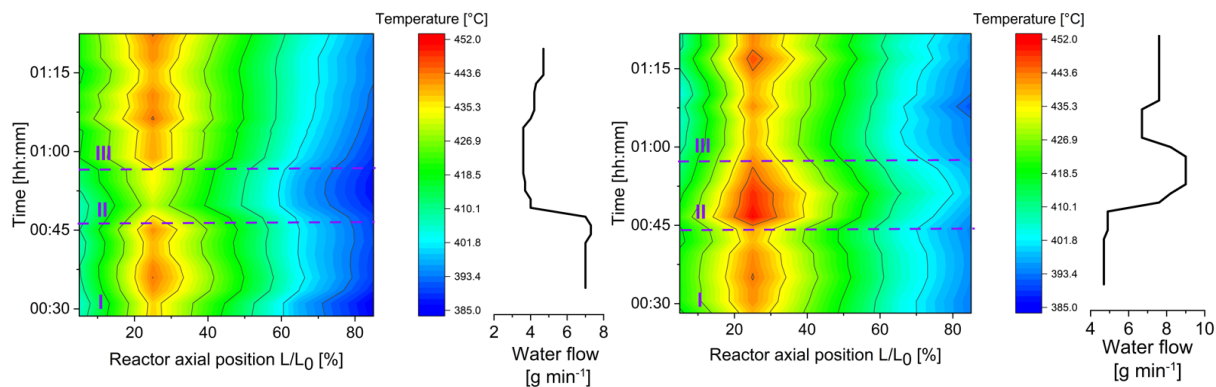 Temperature [°C]
01:15
01:00
00:45
00:30
Time [hh:mm]
III
II
I
20
40
60
80
Reactor axial position L/L0 [%]
452.0
443.6
435.3
426.9
418.5
410.1
401.8
393.4
385.0
2
4
6
8
Water flow
[g min-1]
Temperature [°C]
01:15
01:00
00:45
00:30
Time [hh:mm]
III
II
I
20
40
60
80
Reactor axial position L/L0 [%]
452.0
443.6
435.3
426.9
418.5
410.1
401.8
393.4
385.0
4
6
8
10
Water flow
[g min-1]